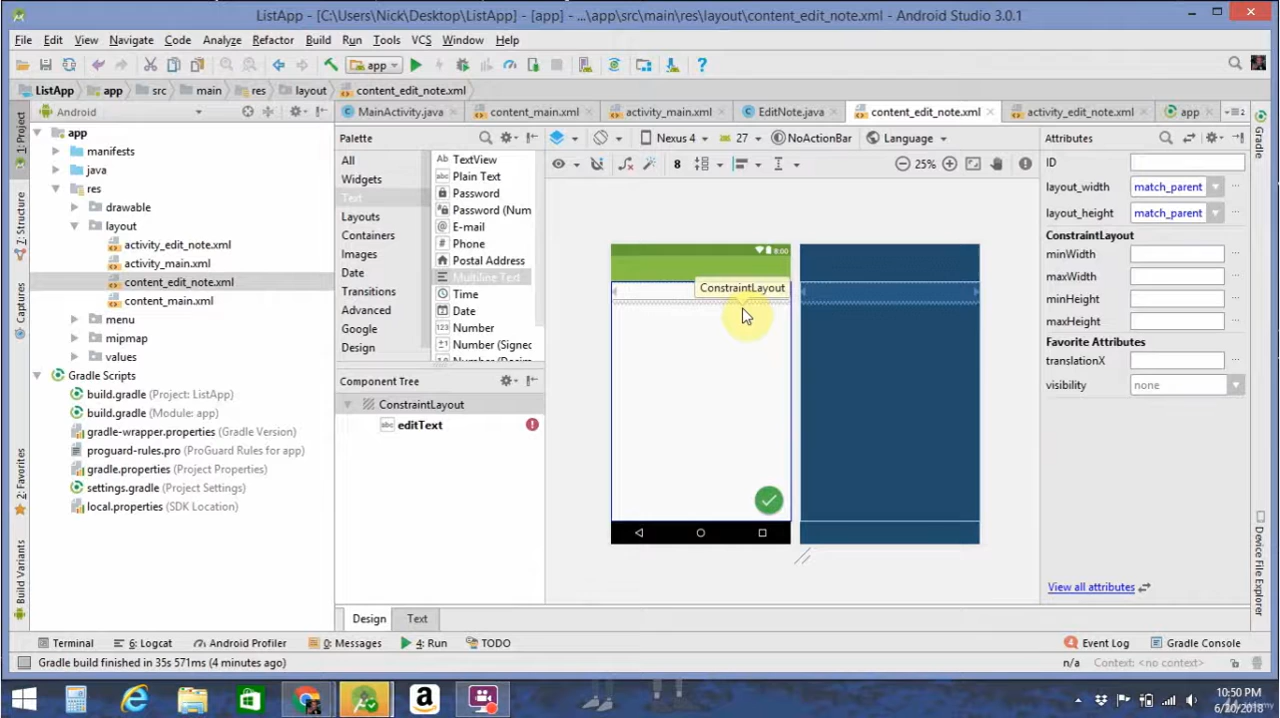 ListApp - [C:\Users\Nick\Desktop\ListApp] - [app] - ...\app\src\main\res\layout\content_edit_note.xml - Android Studio 3.0.1
File Edit View Navigate Code Analyze Refactor Build Run Tools VCS Window Help
app
ListApp app src main res layout content_edit_note.xml
Android
MainActivity.java content_main.xml activity_main.xml EditNote.java content_edit_note.xml activity_edit_note.xml app
1: Project
7: Structure
Captures
2: Favorites
Build Variants
app
manifests
java
res
drawable
layout
activity_edit_note.xml
activity_main.xml
content_edit_note.xml
content_main.xml
menu
mipmap
values
Gradle Scripts
build.gradle (Project: ListApp)
build.gradle (Module: app)
gradle-wrapper.properties (Gradle Version)
proguard-rules.pro (ProGuard Rules for app)
gradle.properties (Project Properties)
settings.gradle (Project Settings)
local.properties (SDK Location)
Palette
All
Widgets
Text
Layouts
Containers
Images
Date
Transitions
Advanced
Google
Design
TextView
Plain Text
Password
Password (Num
E-mail
Phone
Postal Address
Multiline Text
Time
Date
Number
Number (Signed
Number (Decim
Component Tree
ConstraintLayout
editText
Nexus 4 27 NoActionBar Language
8 25%
8:00
ConstraintLayout
Design Text
Attributes
ID
layout_width match_parent
layout_height match_parent
ConstraintLayout
minWidth
maxWidth
minHeight
maxHeight
Favorite Attributes
translationX
visibility none
View all attributes
Gradle
Device File Explorer
Terminal 6: Logcat Android Profiler 0: Messages 4: Run TODO 4 Event Log Gradle Console
Gradle build finished in 35s 571ms (4 minutes ago) n/a Context: <no context>
10:50 PM
6/20/2018